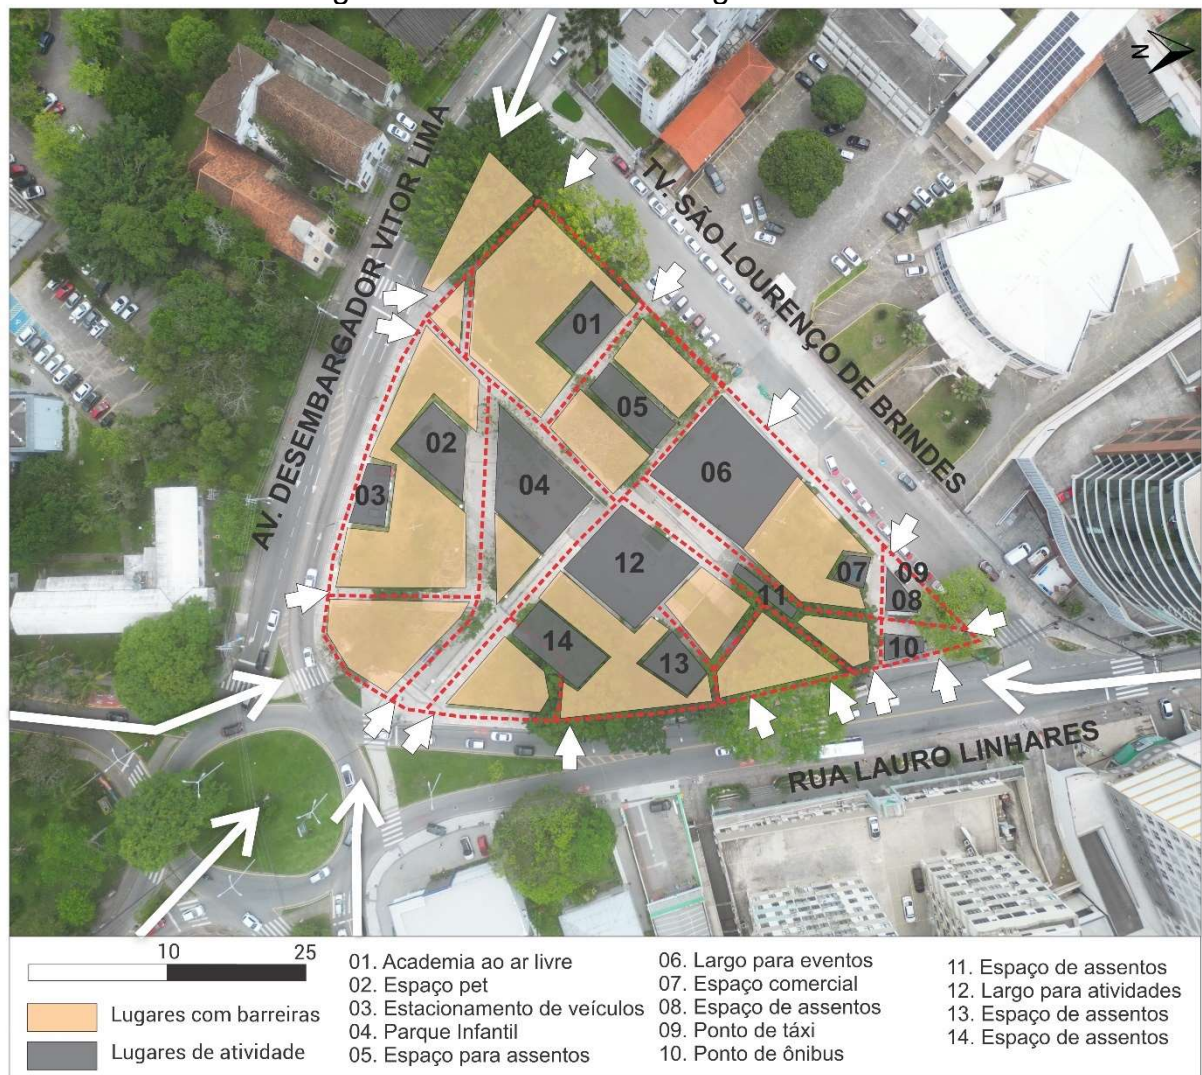 N
AV. DESEMBARGADOR VITOR LIMA
TV. SÃO LOURENÇO DE BRINDES
RUA LAURO LINHARES
01
02
03
04
05
06
07
08
09
10
11
12
13
14
10 25
Lugares com barreiras
Lugares de atividade
01. Academia ao ar livre
02. Espaço pet
03. Estacionamento de veículos
04. Parque Infantil
05. Espaço para assentos
06. Largo para eventos
07. Espaço comercial
08. Espaço de assentos
09. Ponto de táxi
10. Ponto de ônibus
11. Espaço de assentos
12. Largo para atividades
13. Espaço de assentos
14. Espaço de assentos